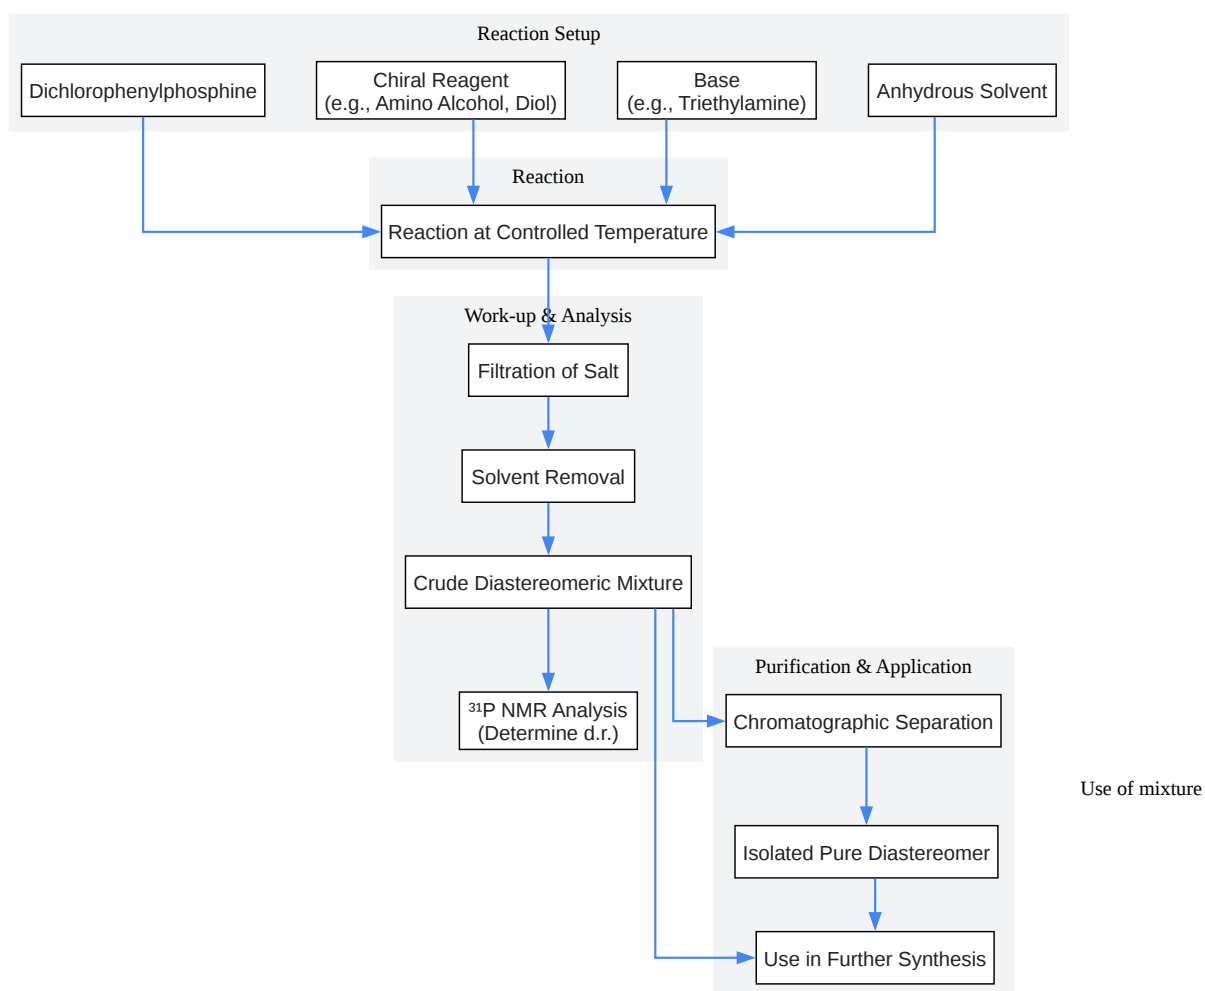 Reaction Setup
Dichlorophenylphosphine
Chiral Reagent
(e.g., Amino Alcohol, Diol)
Base
(e.g., Triethylamine)
Anhydrous Solvent
Reaction
Reaction at Controlled Temperature
Work-up & Analysis
Filtration of Salt
Solvent Removal
Crude Diastereomeric Mixture
³¹P NMR Analysis
(Determine d.r.)
Purification & Application
Chromatographic Separation
Use of mixture
Isolated Pure Diastereomer
Use in Further Synthesis